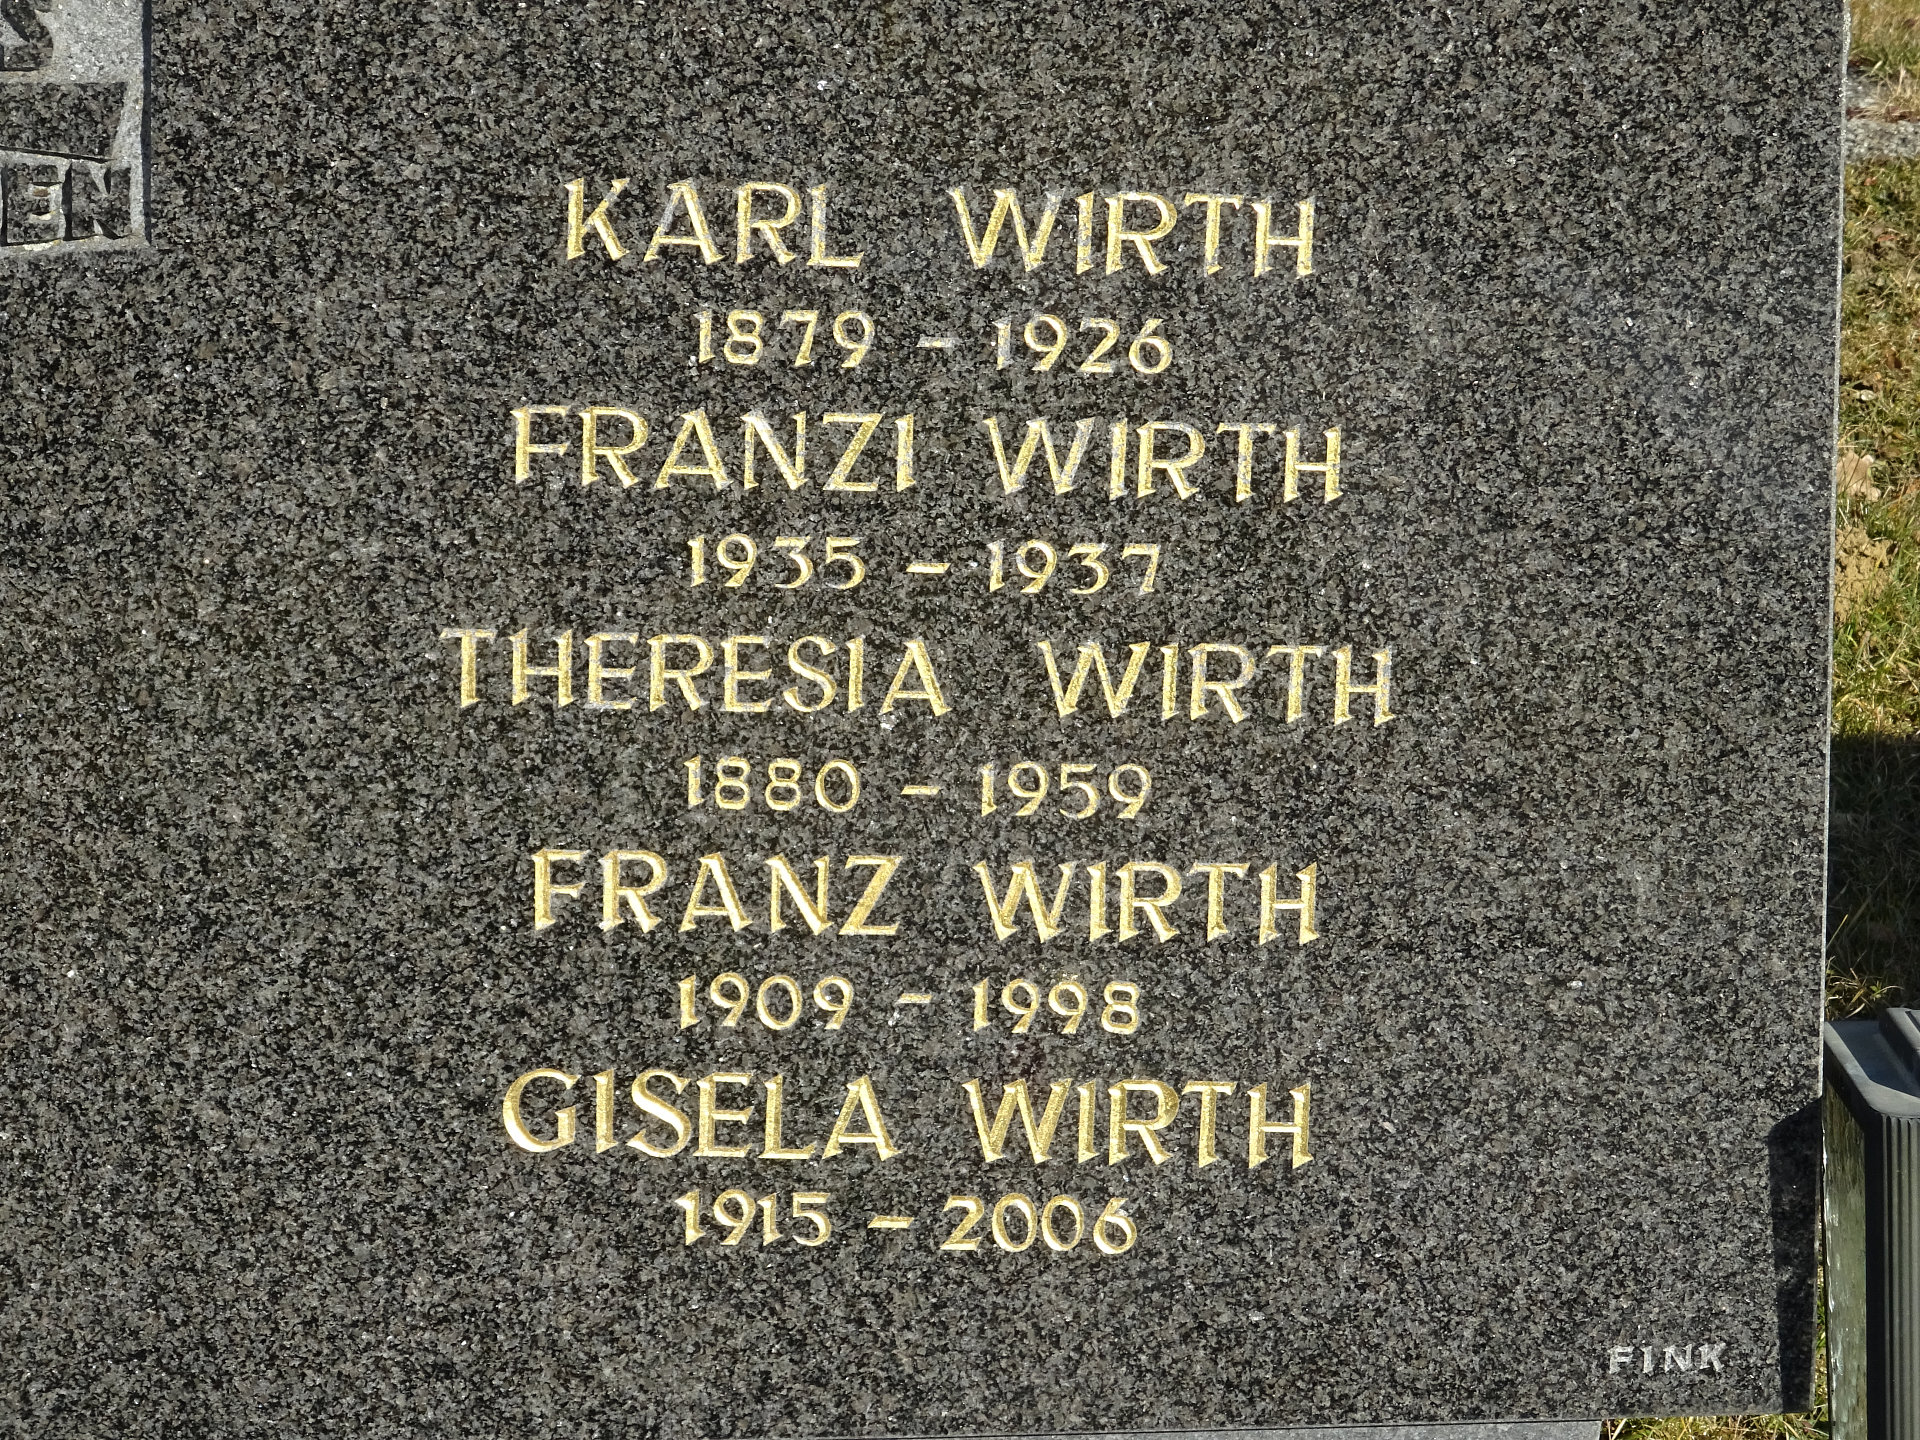 KARL WIRTH
1879 - 1926
FRANZI WIRTH
1935 - 1937
THERESIA WIRTH
1880 - 1959
FRANZ WIRTH
1909 - 1998
GISELA WIRTH
1915 - 2006
FINK